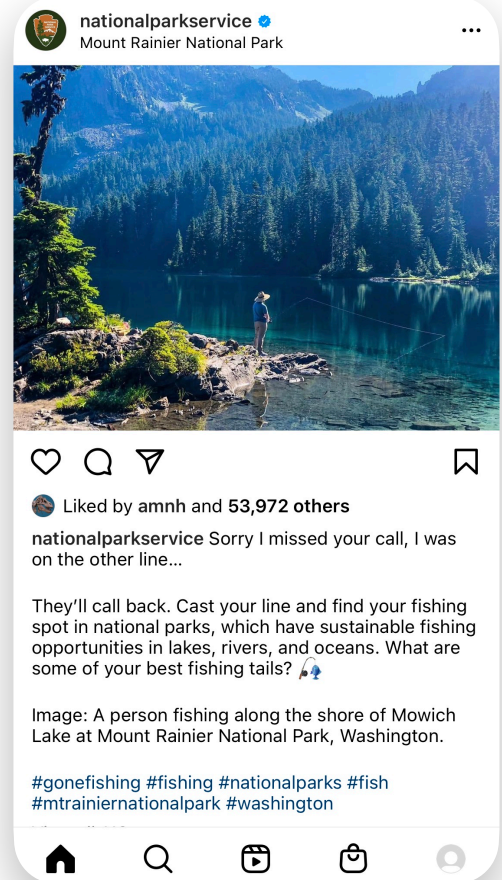 nationalparkservice
Mount Rainier National Park
Liked by amnh and 53,972 others
nationalparkservice Sorry I missed your call, I was
on the other line...
They’ll call back. Cast your line and find your fishing
spot in national parks, which have sustainable fishing
opportunities in lakes, rivers, and oceans. What are
some of your best fishing tails? 🎣
Image: A person fishing along the shore of Mowich
Lake at Mount Rainier National Park, Washington.
#gonefishing #fishing #nationalparks #fish
#mtrainiernationalpark #washington